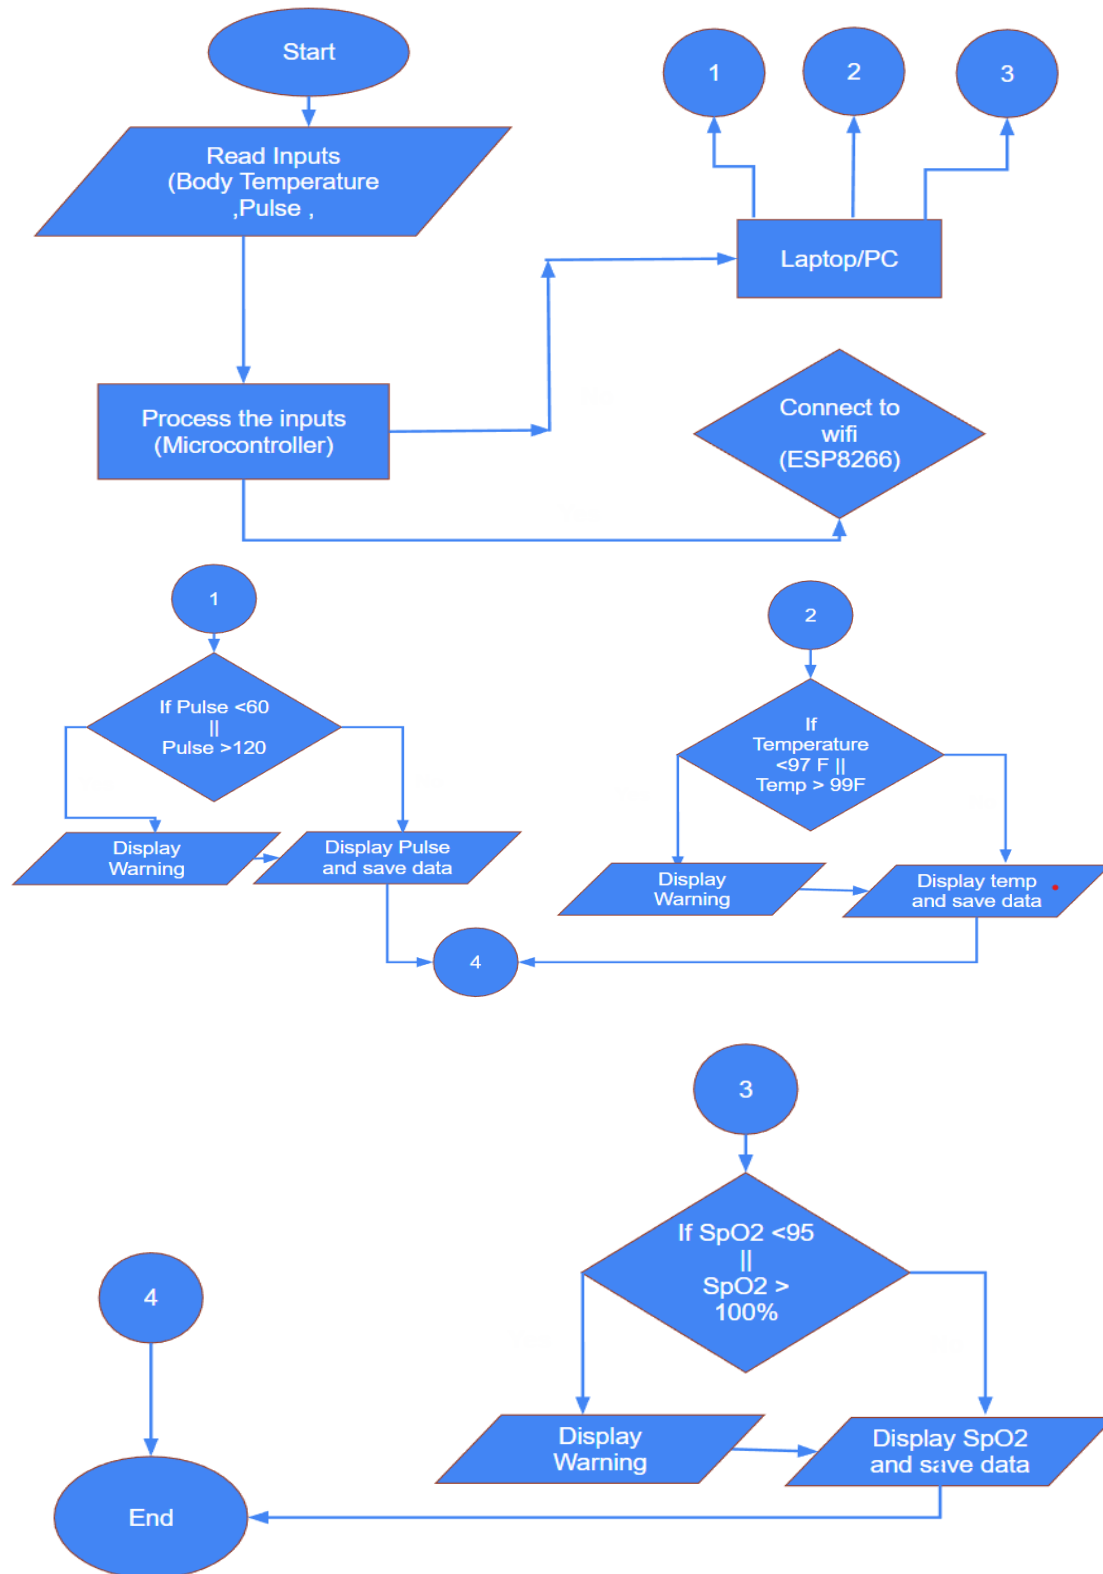 Start
1
2
3
Read Inputs
(Body Temperature
,Pulse ,
Laptop/PC
Process the inputs
(Microcontroller)
Connect to
wifi
(ESP8266)
1
2
If Pulse <60
||
Pulse >120
If
Temperature
<97 F ||
Temp > 99F
Display
Warning
Display Pulse
and save data
Display
Warning
Display temp
and save data
4
3
If SpO2 <95
||
SpO2 >
100%
4
Display
Warning
Display SpO2
and save data
End